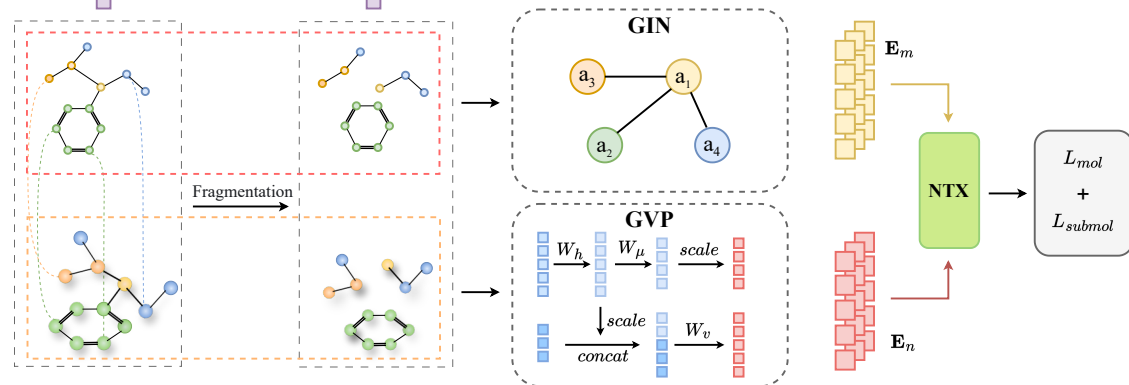 GIN
a₃
a₁
a₂
a₄
E_m
Fragmentation
NTX
L_mol
+
L_submol
GVP
W_h
W_μ
scale
scale
concat
W_v
E_n